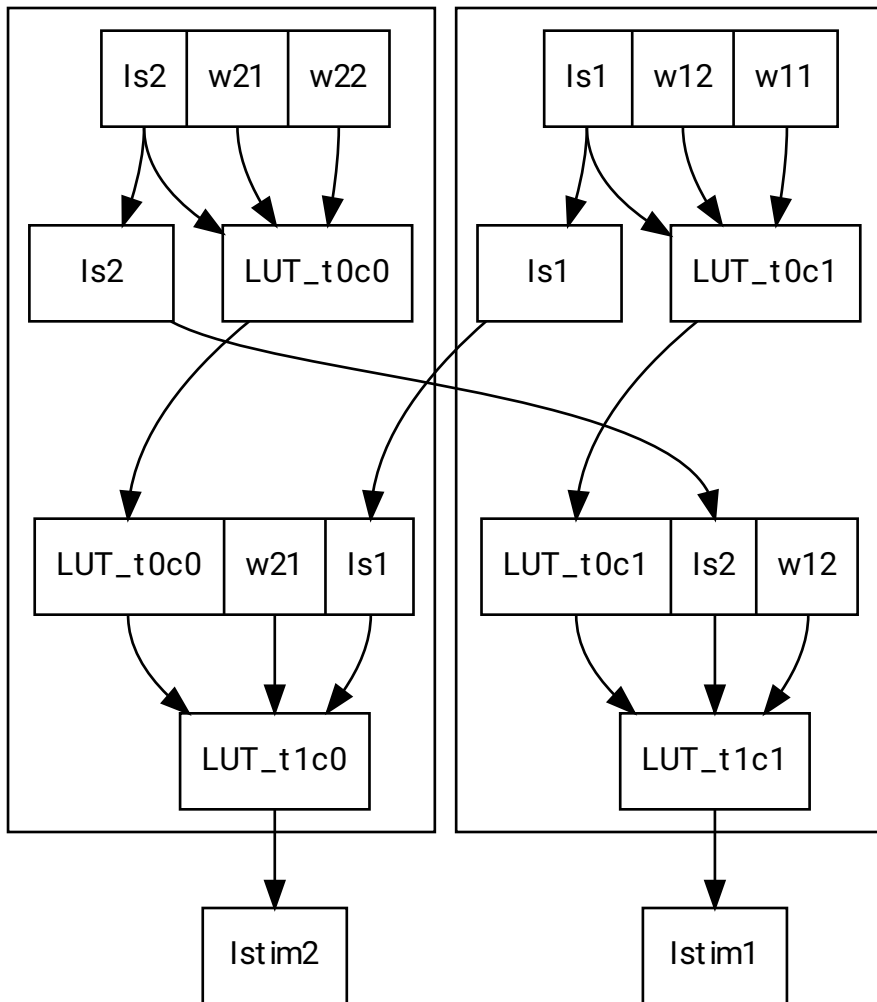 Is2 w21 w22 Is1 w12 w11
Is2 LUT_t0c0 Is1 LUT_t0c1
LUT_t0c0 w21 Is1 LUT_t0c1 Is2 w12
LUT_t1c0 LUT_t1c1
Istim2 Istim1